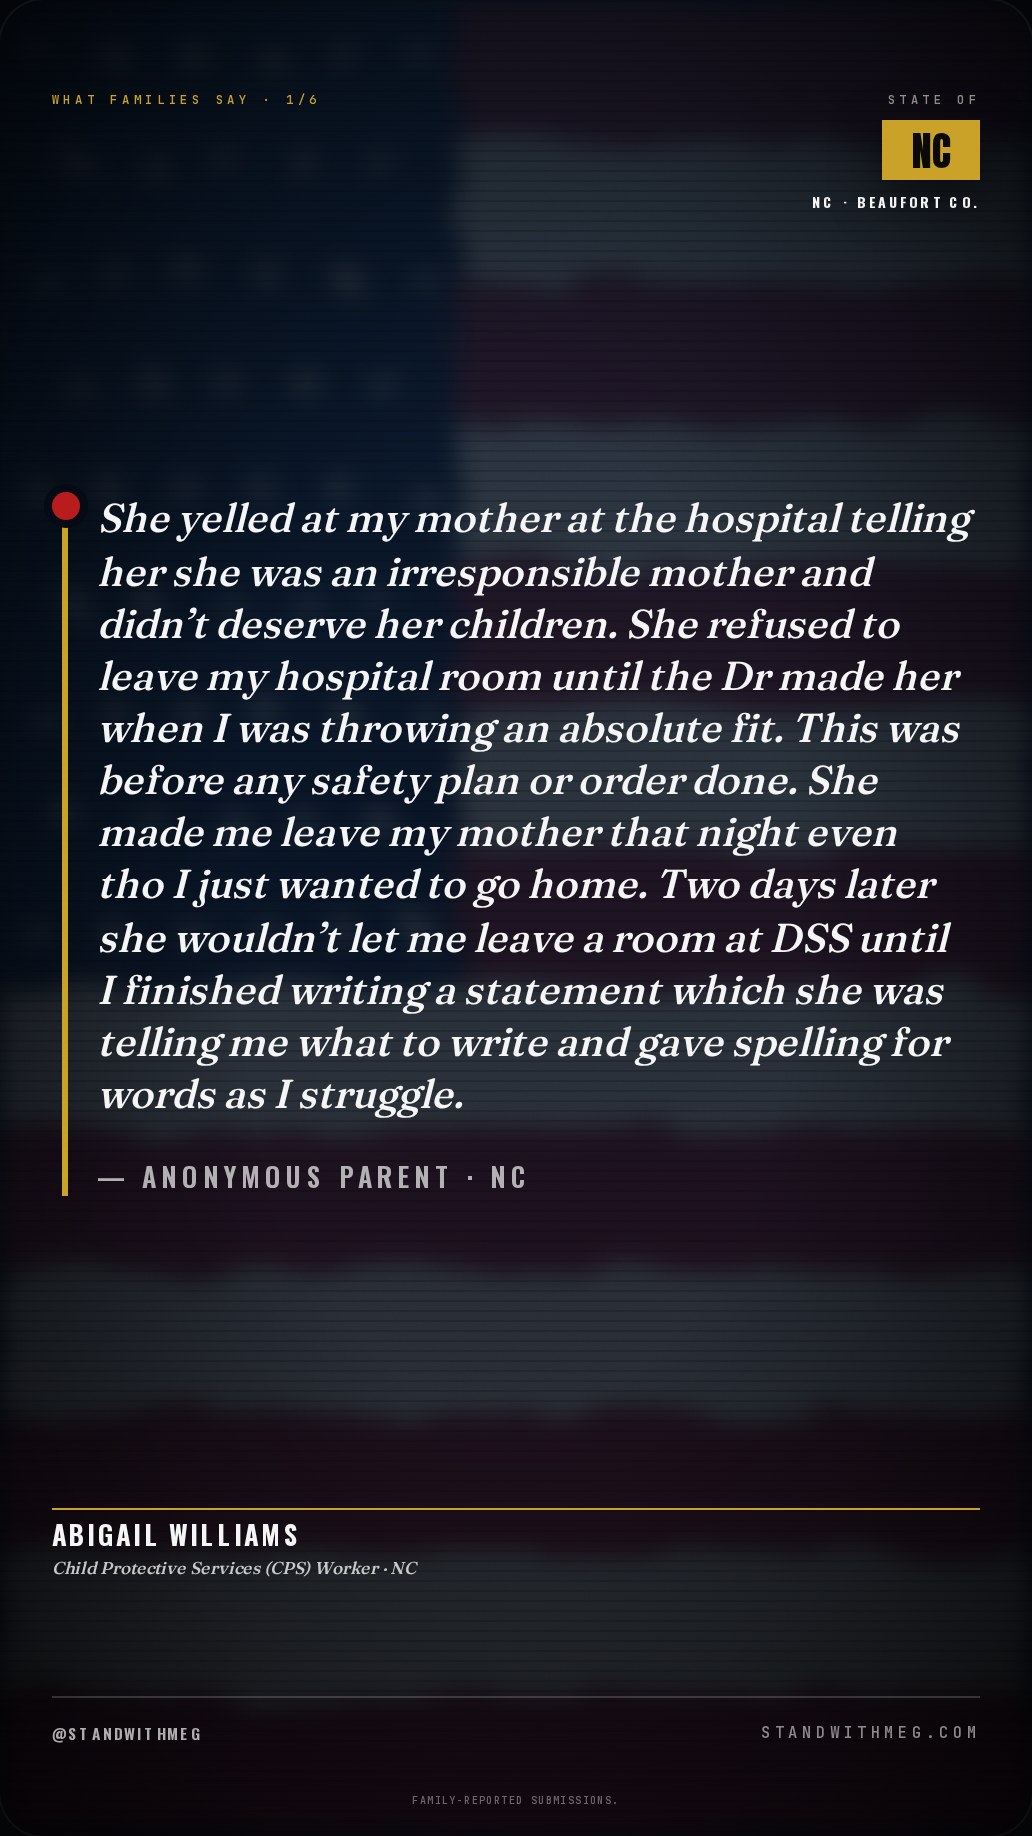 WHAT FAMILIES SAY · 1/6
STATE OF
NC
NC · BEAUFORT CO.
She yelled at my mother at the hospital telling
her she was an irresponsible mother and
didn’t deserve her children. She refused to
leave my hospital room until the Dr made her
when I was throwing an absolute fit. This was
before any safety plan or order done. She
made me leave my mother that night even
tho I just wanted to go home. Two days later
she wouldn’t let me leave a room at DSS until
I finished writing a statement which she was
telling me what to write and gave spelling for
words as I struggle.
— ANONYMOUS PARENT · NC
ABIGAIL WILLIAMS
Child Protective Services (CPS) Worker · NC
@STANDWITHMEG
STANDWITHMEG.COM
FAMILY-REPORTED SUBMISSIONS.